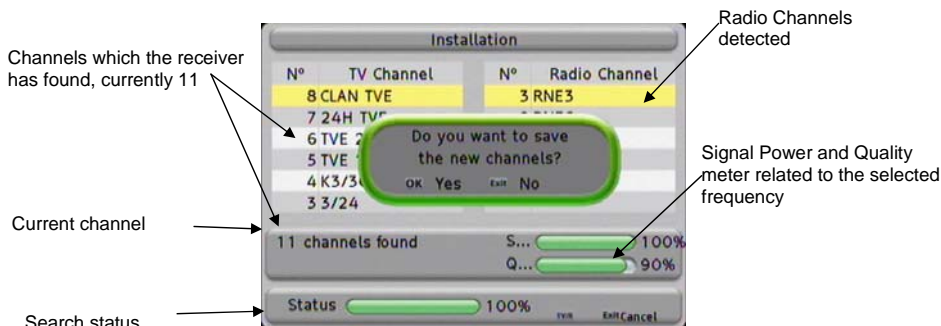 Radio Channels
detected
Channels which the receiver
has found, currently 11
Installation
Nº TV Channel Nº Radio Channel
8 CLAN TVE 3 RNE3
7 24H TVE
6 TVE 2
5 TVE
4 K3/3
3 3/24
Do you want to save
the new channels?
OK Yes Exit No
Signal Power and Quality
meter related to the selected
frequency
Current channel
11 channels found S... 100%
Q... 90%
Status 100% TV/R Exit Cancel
Search status